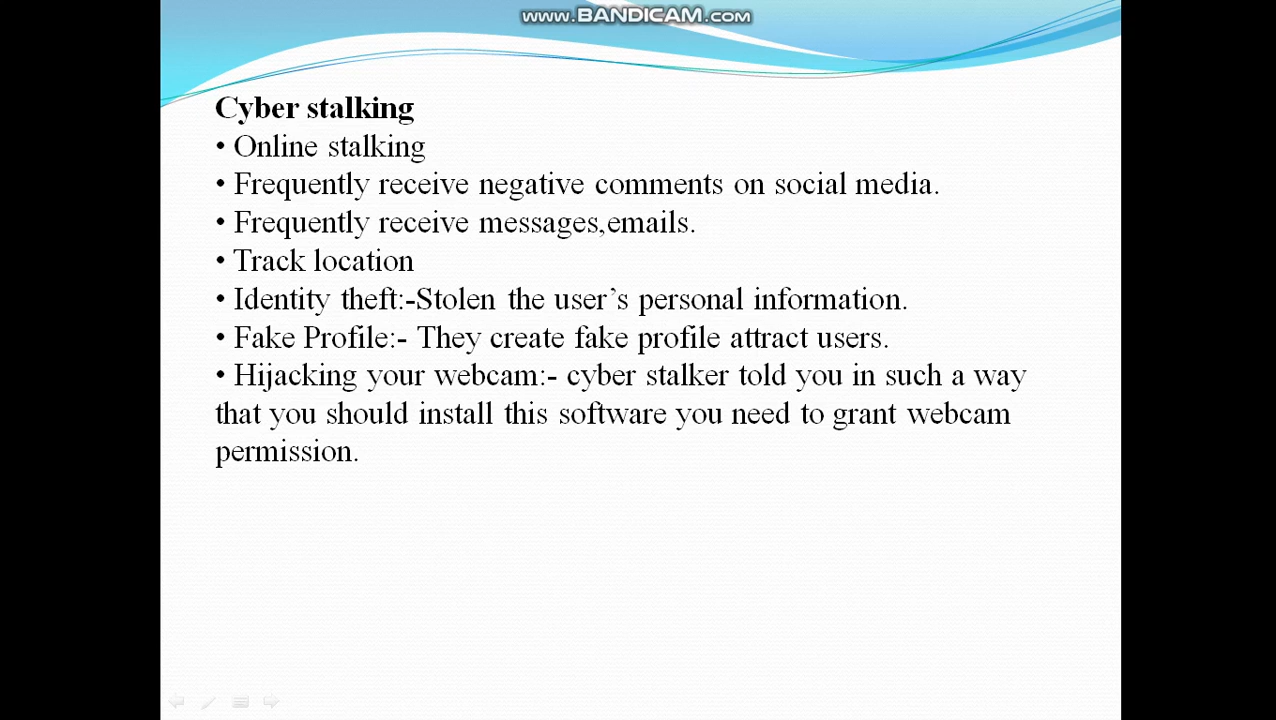 www.BANDICAM.COM
Cyber stalking
• Online stalking
• Frequently receive negative comments on social media.
• Frequently receive messages,emails.
• Track location
• Identity theft:-Stolen the user’s personal information.
• Fake Profile:- They create fake profile attract users.
• Hijacking your webcam:- cyber stalker told you in such a way
that you should install this software you need to grant webcam
permission.